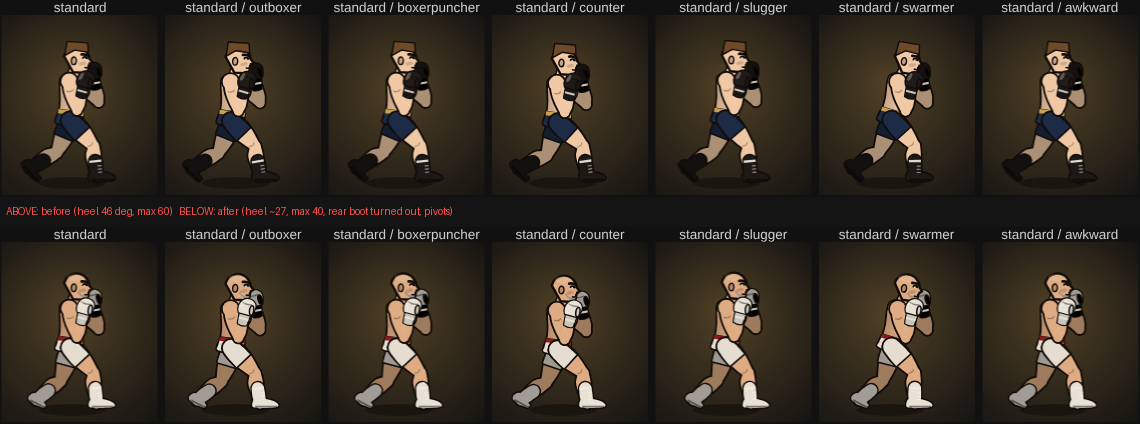 standard standard / outboxer standard / boxerpuncher standard / counter standard / slugger standard / swarmer standard / awkward
ABOVE: before (heel 46 deg, max 60) BELOW: after (heel ~27, max 40, rear boot turned out, pivots)
standard standard / outboxer standard / boxerpuncher standard / counter standard / slugger standard / swarmer standard / awkward